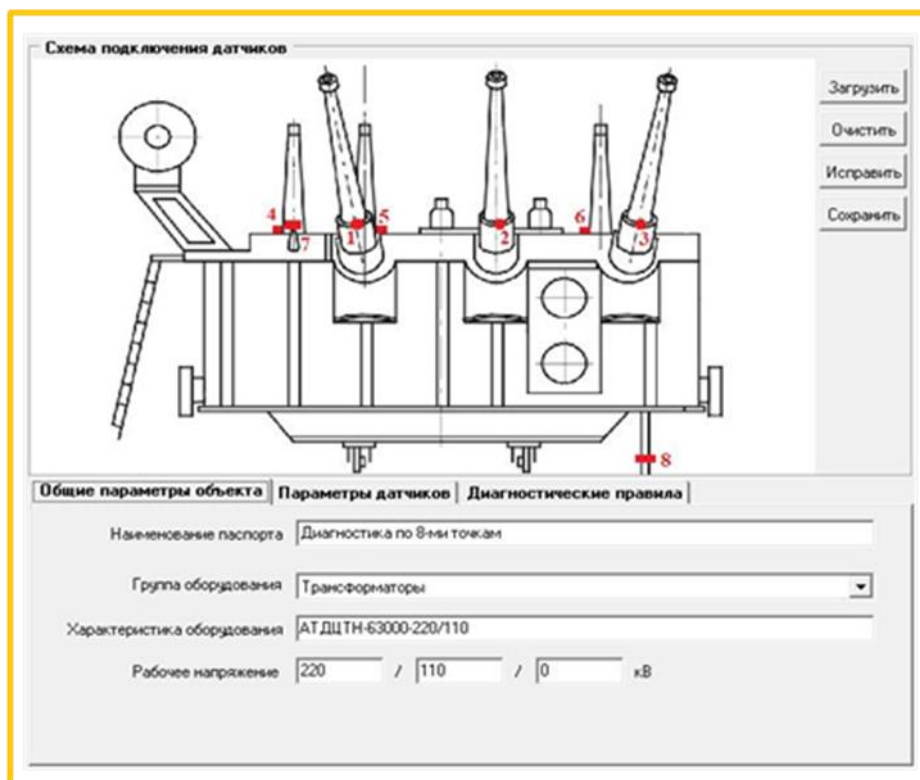 Схема подключения датчиков
Загрузить
Очистить
Исправить
Сохранить
4
7
1
5
2
6
3
8
Общие параметры объекта
Параметры датчиков
Диагностические правила
Наименование паспорта
Диагностика по 8-ми точкам
Группа оборудования
Трансформаторы
Характеристика оборудования
АТДЦТН-63000-220/110
Рабочее напряжение 220 / 110 / 0 кВ